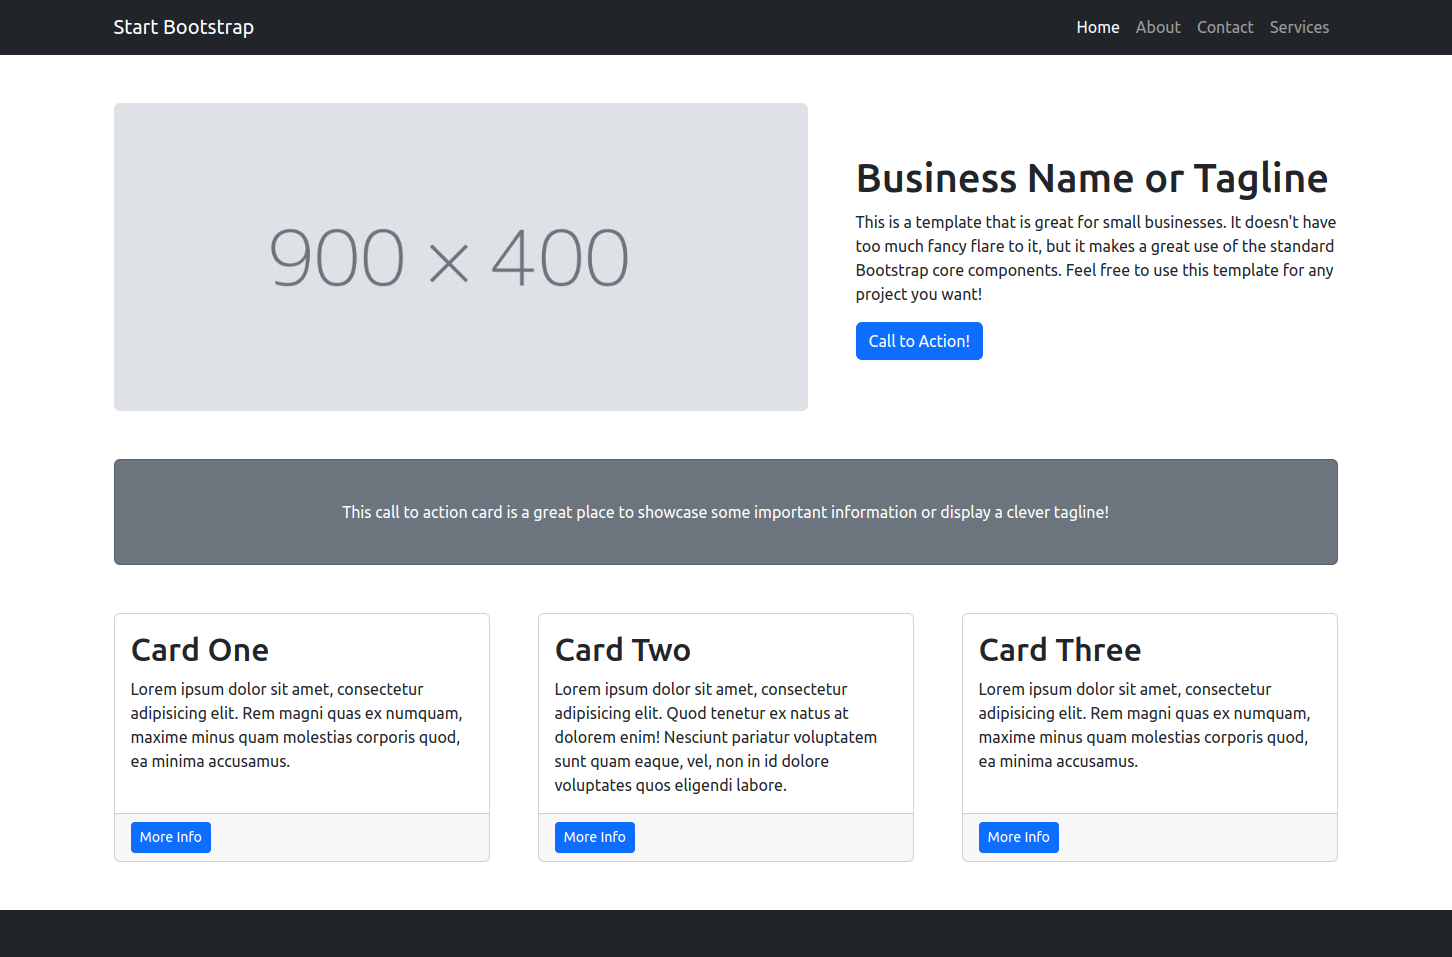 Start Bootstrap
Home About Contact Services
900 × 400
Business Name or Tagline
This is a template that is great for small businesses. It doesn't have
too much fancy flare to it, but it makes a great use of the standard
Bootstrap core components. Feel free to use this template for any
project you want!
Call to Action!
This call to action card is a great place to showcase some important information or display a clever tagline!
Card One
Lorem ipsum dolor sit amet, consectetur
adipisicing elit. Rem magni quas ex numquam,
maxime minus quam molestias corporis quod,
ea minima accusamus.
More Info
Card Two
Lorem ipsum dolor sit amet, consectetur
adipisicing elit. Quod tenetur ex natus at
dolorem enim! Nesciunt pariatur voluptatem
sunt quam eaque, vel, non in id dolore
voluptates quos eligendi labore.
More Info
Card Three
Lorem ipsum dolor sit amet, consectetur
adipisicing elit. Rem magni quas ex numquam,
maxime minus quam molestias corporis quod,
ea minima accusamus.
More Info